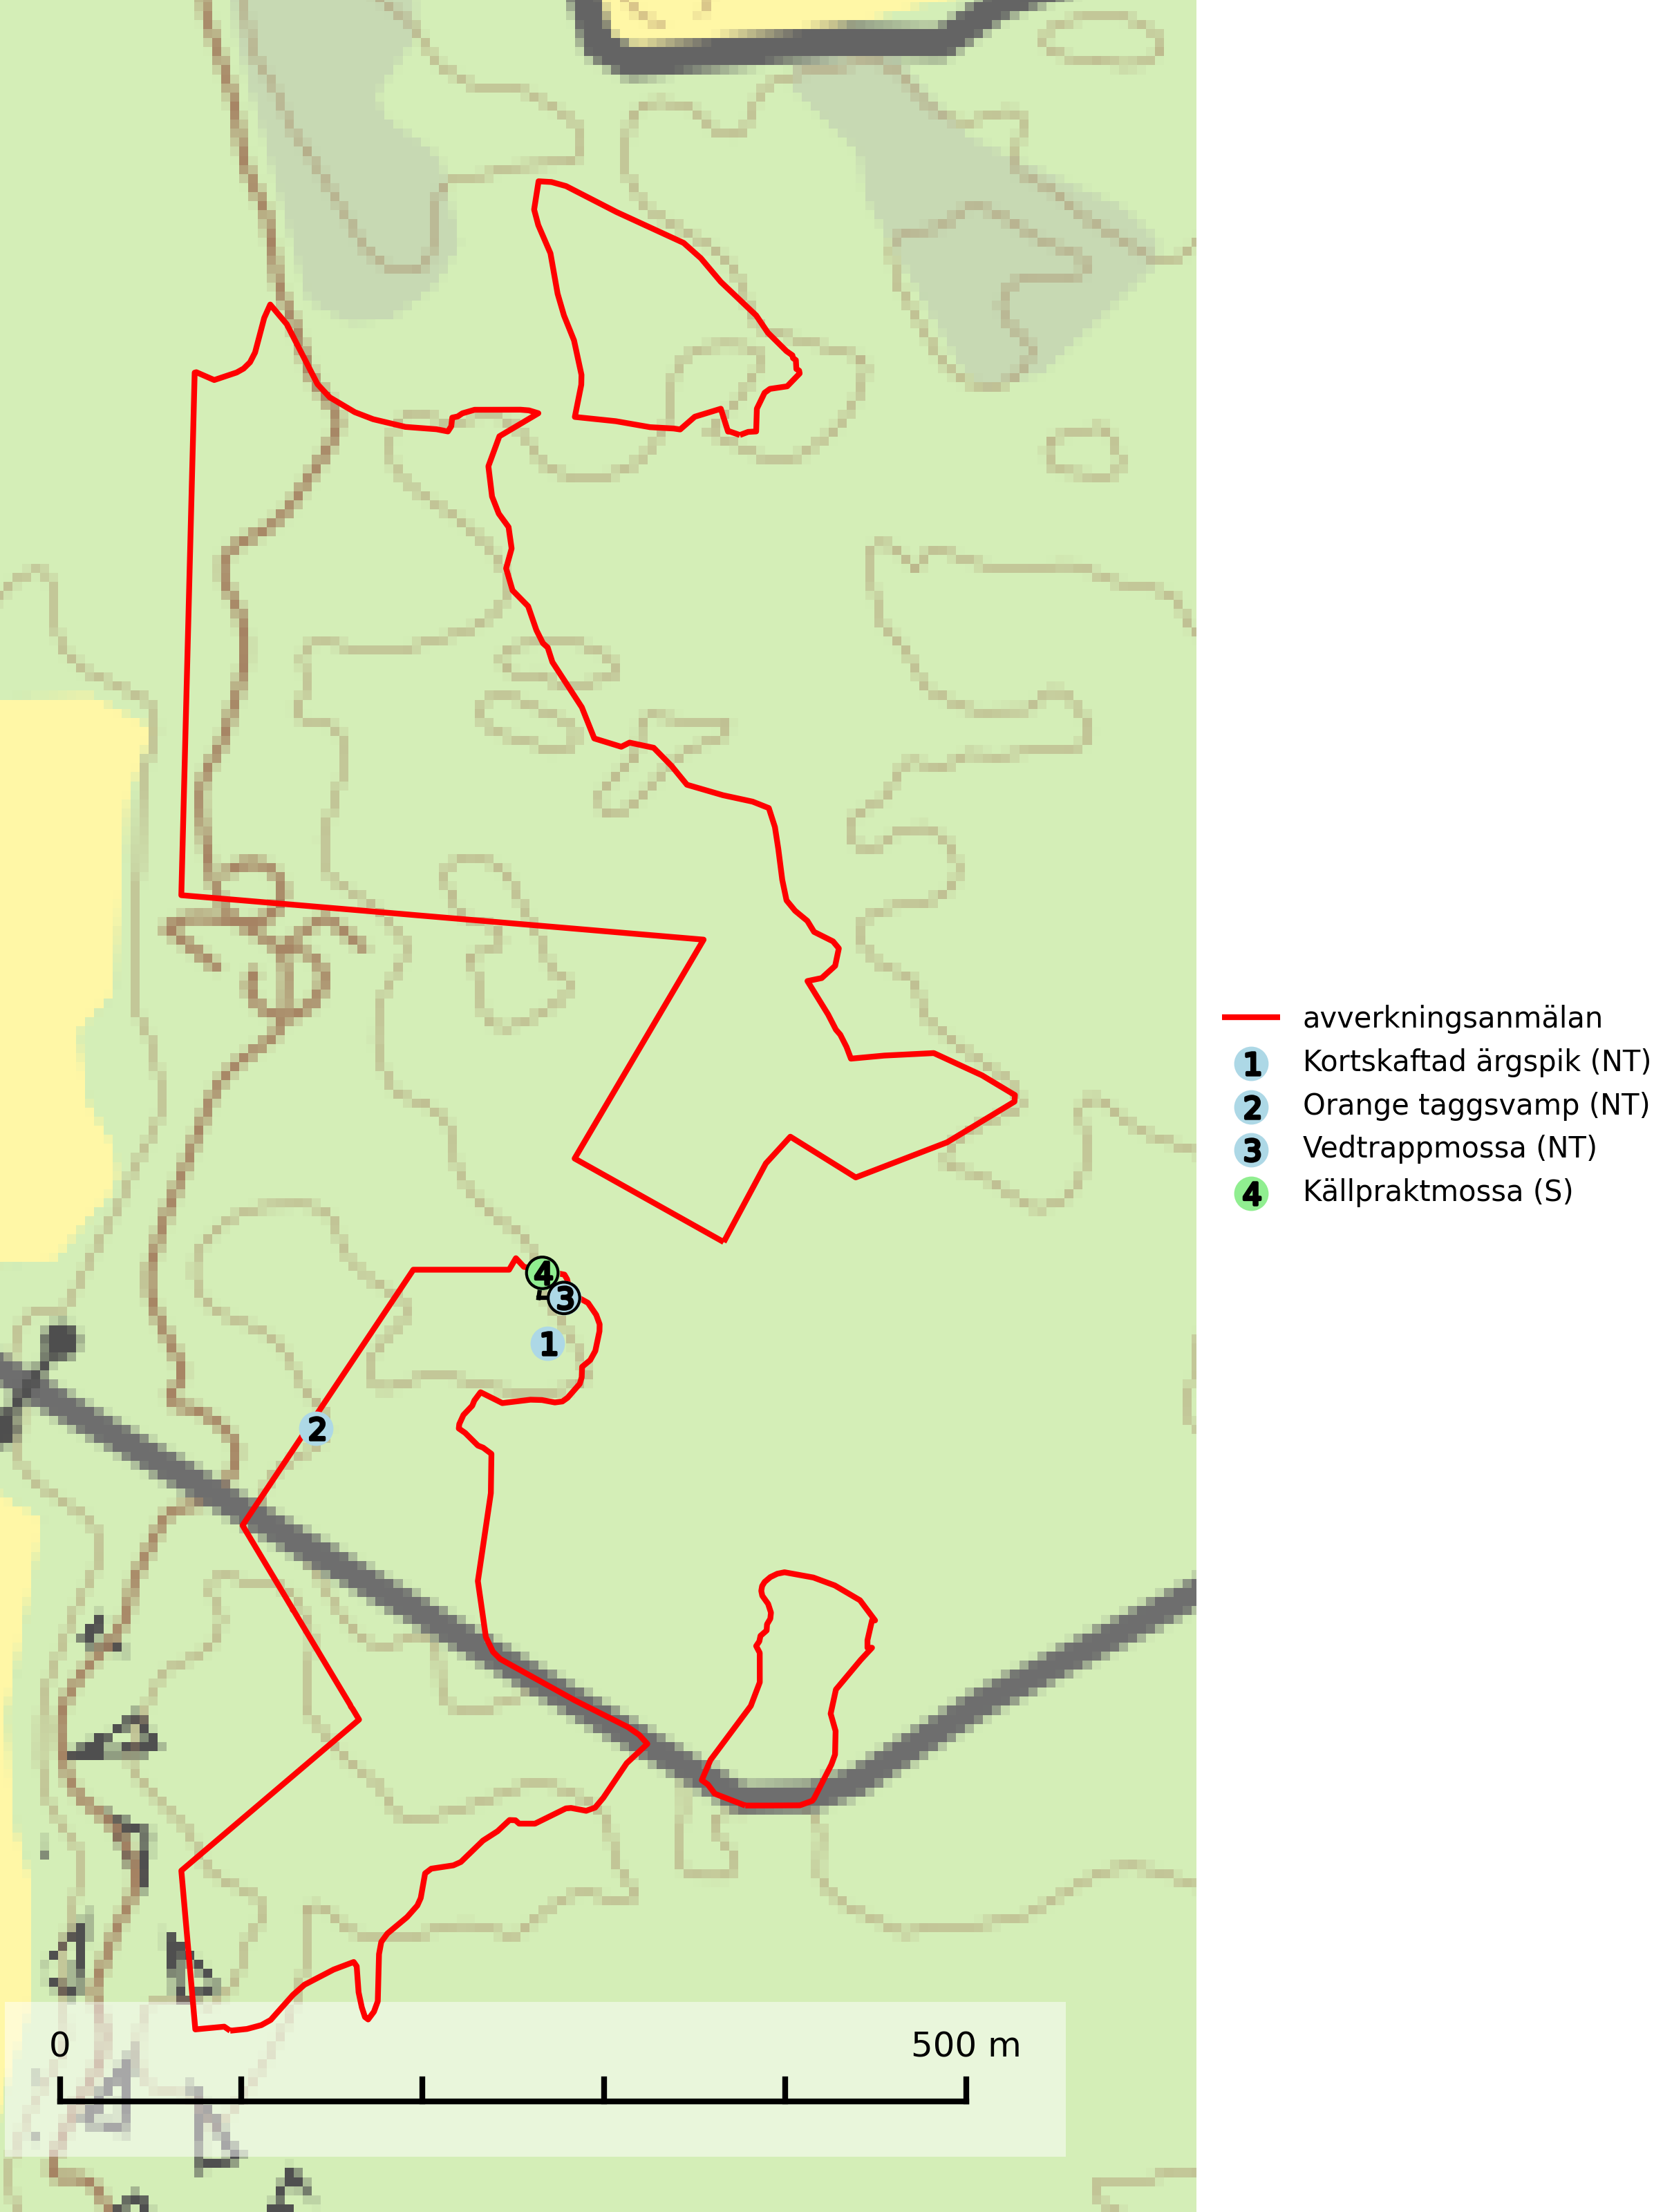 avverkningsanmälan
1 Kortskaftad ärgspik (NT)
2 Orange taggsvamp (NT)
3 Vedtrappmossa (NT)
4 Källpraktmossa (S)
4
3
1
2
0 500 m